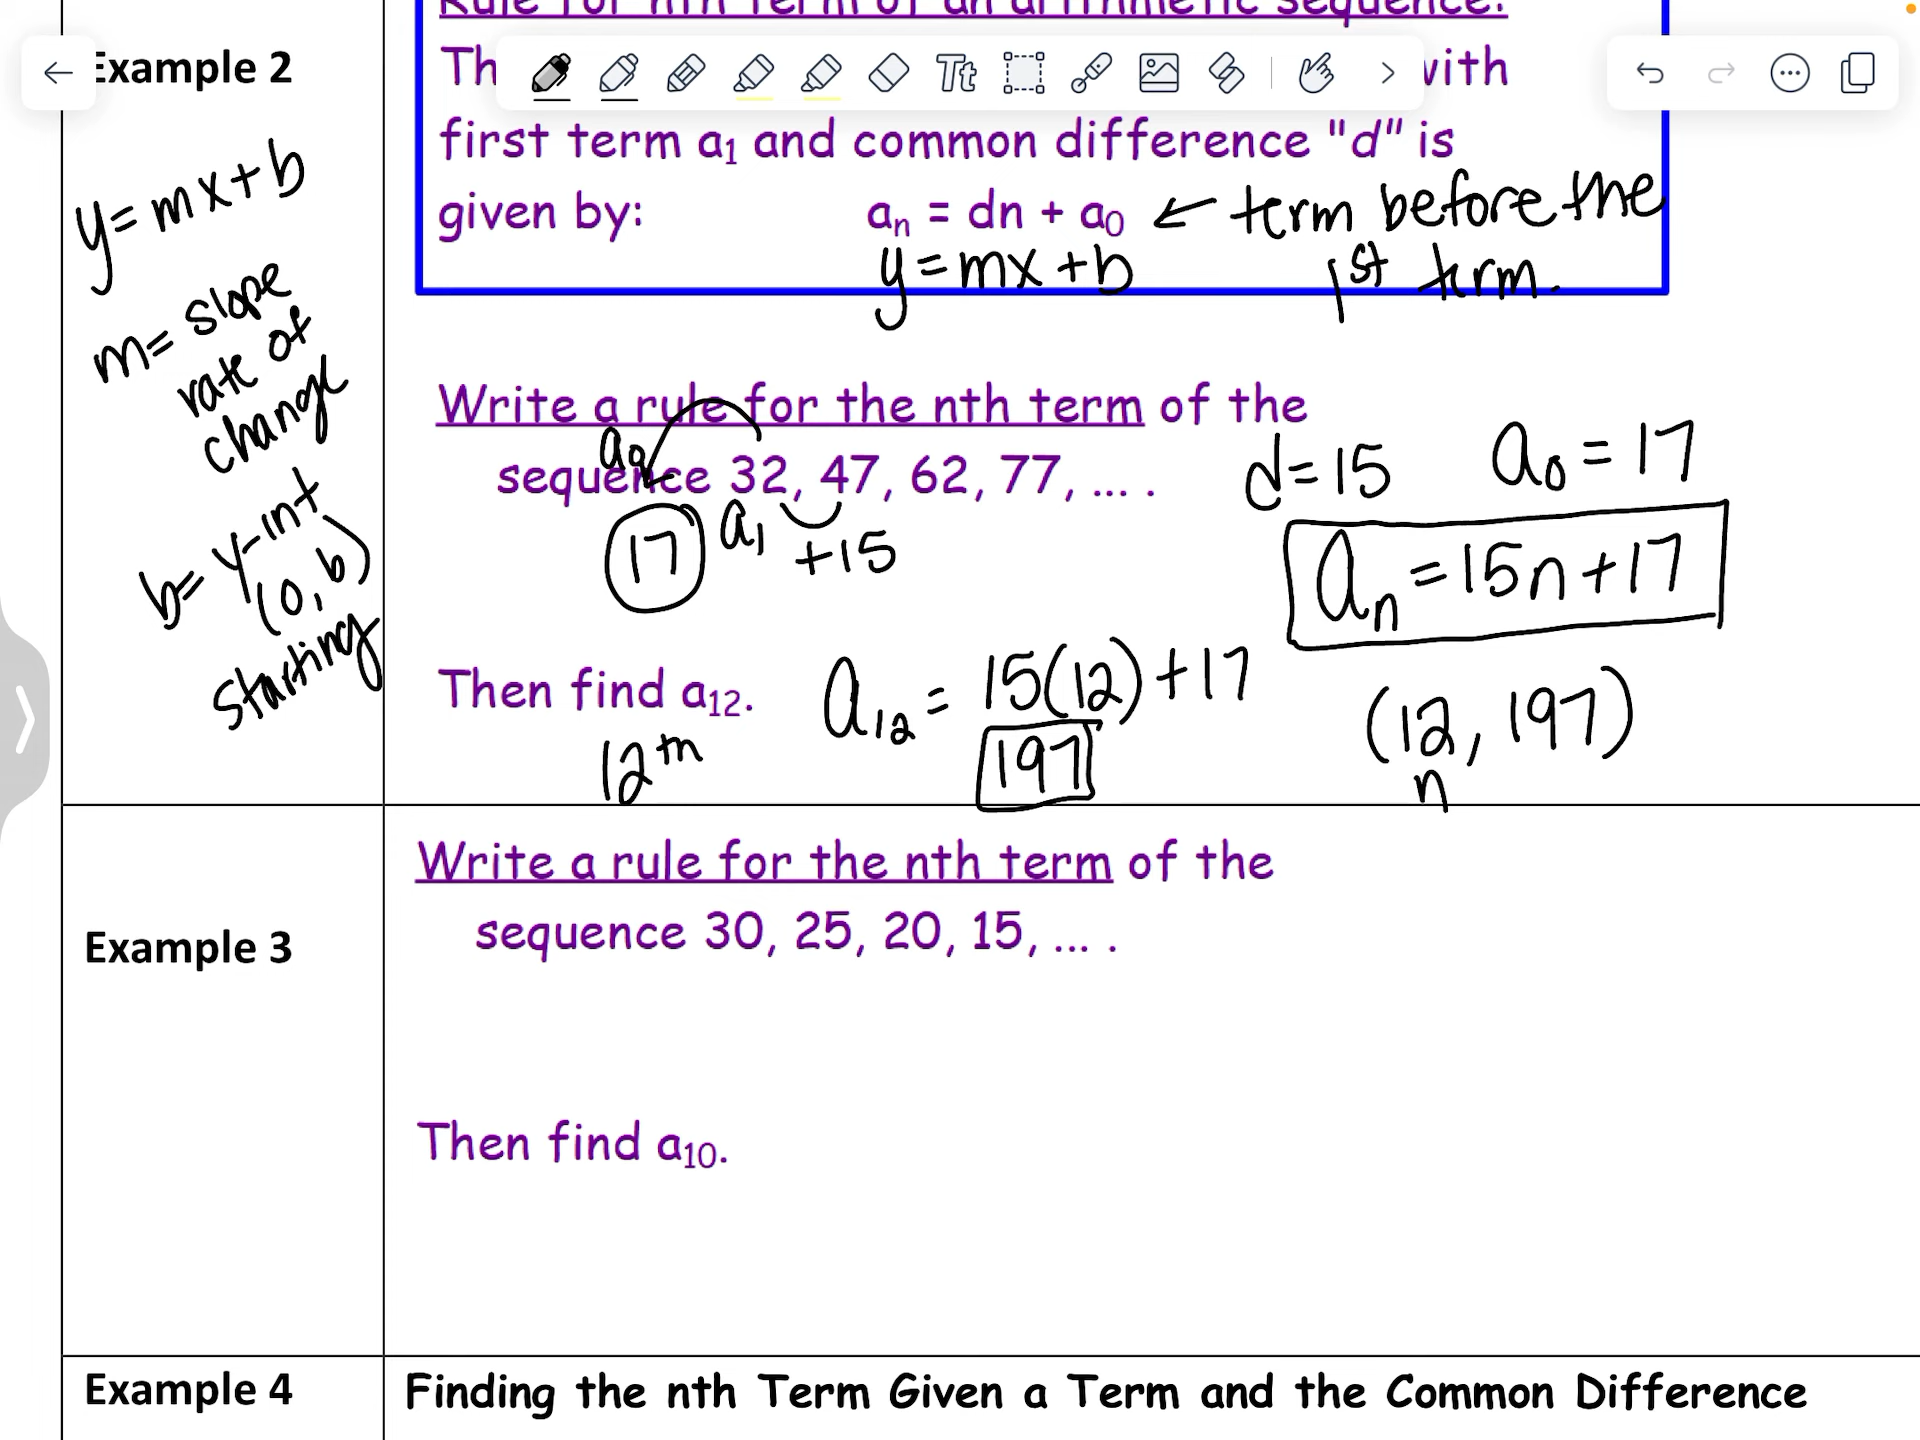 Rule for nth term of an arithmetic sequence:
Example 2
Th with
first term a₁ and common difference "d" is
given by: aₙ = dn + a₀ ← term before the
1st term.
y = mx + b
y = mx + b
m = slope
rate of
change
b = y-int
(0, b)
starting
Write a rule for the nth term of the
sequence 32, 47, 62, 77, ... .
a₀
17 a₁ +15
d = 15 a₀ = 17
aₙ = 15n + 17
Then find a₁₂. a₁₂ = 15(12) + 17
12th 197
(12, 197)
n
Example 3
Write a rule for the nth term of the
sequence 30, 25, 20, 15, ... .
Then find a₁₀.
Example 4
Finding the nth Term Given a Term and the Common Difference
Tt